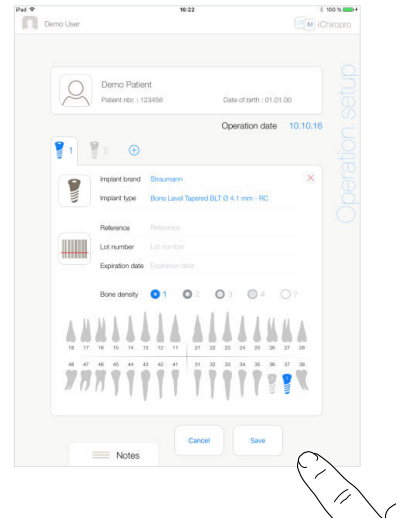 iPad 16:22 100 %
Demo User iChiropro
Operation setup
Demo Patient
Patient nbr. : 123456 Date of birth : 01.01.00
Operation date 10.10.16
1 2
Implant brand Straumann
Implant type Bone Level Tapered BLT Ø 4.1 mm - RC
Reference Reference
Lot number Lot number
Expiration date Expiration date
Bone density 1 2 3 4 ?
18 17 16 15 14 13 12 11 21 22 23 24 25 26 27 28
48 47 46 45 44 43 42 41 31 32 33 34 35 36 37 38
Cancel Save
Notes